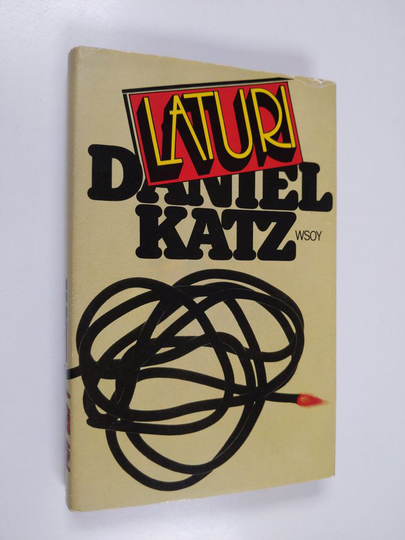 LATURI
DANIEL
KATZ
WSOY